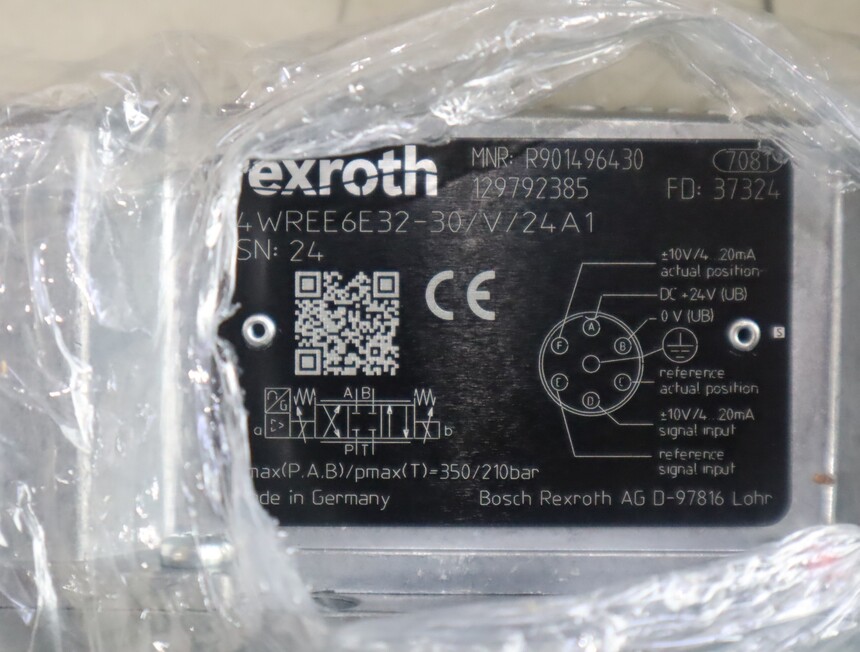 rexroth
MNR: R901496430
7081
129792385
FD: 37324
4WREE6E32-30/V/24A1
SN: 24
CE
±10V/4...20mA
actual position
DC +24V (UB)
0 V (UB)
A
F
B
E
C
D
S
reference
actual position
±10V/4...20mA
signal input
reference
signal input
G
A B
a
b
P T
max(P.A.B)/pmax(T)=350/210bar
de in Germany
Bosch Rexroth AG D-97816 Lohr